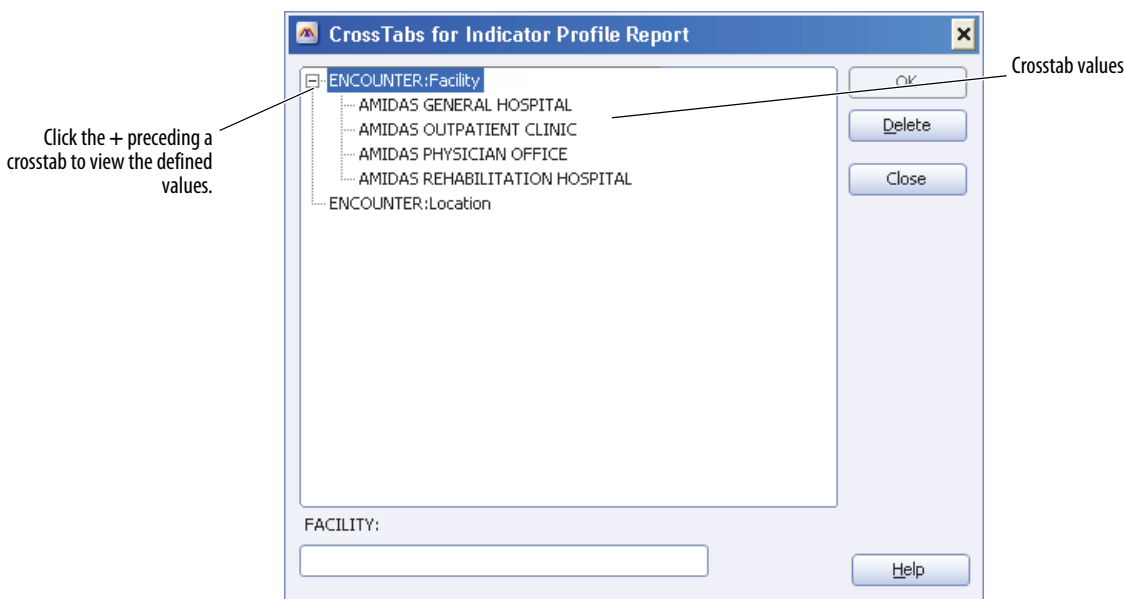 CrossTabs for Indicator Profile Report
ENCOUNTER:Facility
AMIDAS GENERAL HOSPITAL
AMIDAS OUTPATIENT CLINIC
AMIDAS PHYSICIAN OFFICE
AMIDAS REHABILITATION HOSPITAL
ENCOUNTER:Location
OK
Delete
Close
FACILITY:
Help
Click the + preceding a
crosstab to view the defined
values.
Crosstab values